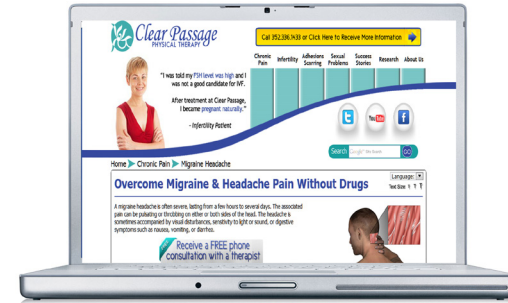 Clear Passage
PHYSICAL THERAPY
Call 352.336.1433 or Click Here to Receive More Information
Chronic Pain
Infertility
Adhesions Scarring
Sexual Problems
Success Stories
Research
About Us
"I was told my FSH level was high and I
was not a good candidate for IVF.
After treatment at Clear Passage,
I became pregnant naturally."
- Infertility Patient
You Tube
Search
GO
Home Chronic Pain Migraine Headache
Language:
Overcome Migraine & Headache Pain Without Drugs
Text Size T T T
A migraine headache is often severe, lasting from a few hours to several days. The associated
pain can be pulsating or throbbing on either or both sides of the head. The headache is
sometimes accompanied by visual disturbances, sensitivity to light or sound, or digestive
symptoms such as nausea, vomiting, or diarrhea.
Receive a FREE phone
consultation with a therapist